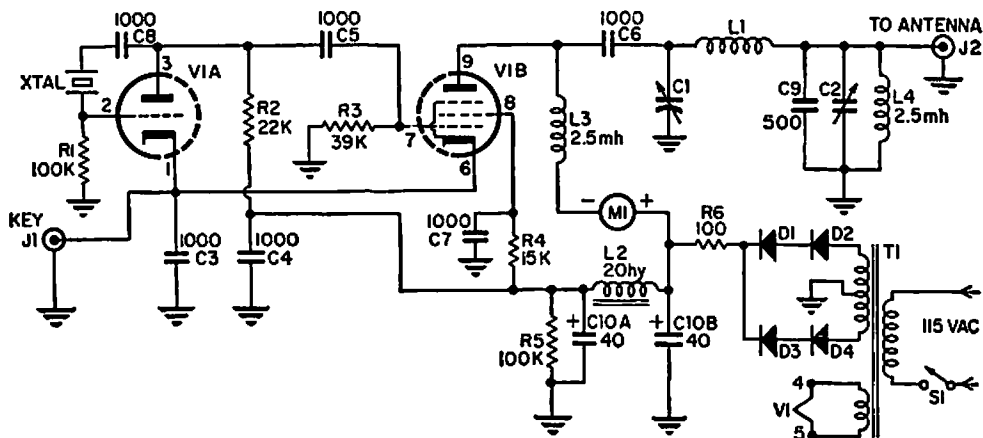 1000
C8
XTAL
2
3
V1A
1
R1
100K
KEY
J1
1000
C3
R2
22K
1000
C4
1000
C5
R3
39K
7
9
V1B
8
6
1000
C7
R4
15K
L3
2.5mh
1000
C6
C1
L1
TO ANTENNA
J2
C9
500
C2
L4
2.5mh
- M1 +
R6
100
D1
D2
D3
D4
T1
115 VAC
S1
L2
20hy
R5
100K
+
C10A
40
+
C10B
40
4
V1
5